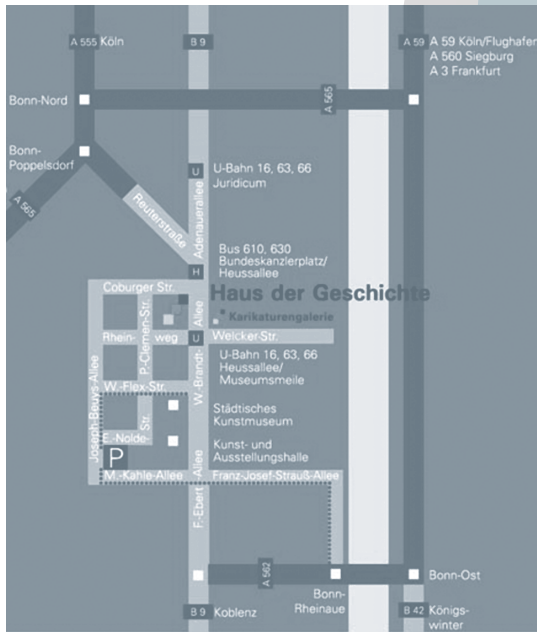 A 555 Köln
B 9
A 59 A 59 Köln/Flughafen
A 560 Siegburg
A 3 Frankfurt
Bonn-Nord
A 565
Bonn-
Poppelsdorf
A 565
Reuterstraße
U U-Bahn 16, 63, 66
Juridicum
Adenauerallee
Bus 610, 630
Bundeskanzlerplatz/
H Heussallee
Coburger Str.
Haus der Geschichte
Karikaturengalerie
P.-Clemen-Str.
W.-Brandt-Allee
Rhein- weg
U Welcker-Str.
U-Bahn 16, 63, 66
Heussallee/
Museumsmeile
Joseph-Beuys-Allee
W.-Flex-Str.
Städtisches
Kunstmuseum
E.-Nolde-
Str.
Kunst- und
Ausstellungshalle
P
M.-Kahle-Allee
Franz-Josef-Strauß-Allee
F.-Ebert-Allee
A 562
Bonn-Ost
Bonn-
Rheinaue
B 9 Koblenz
B 42 Königs-
winter